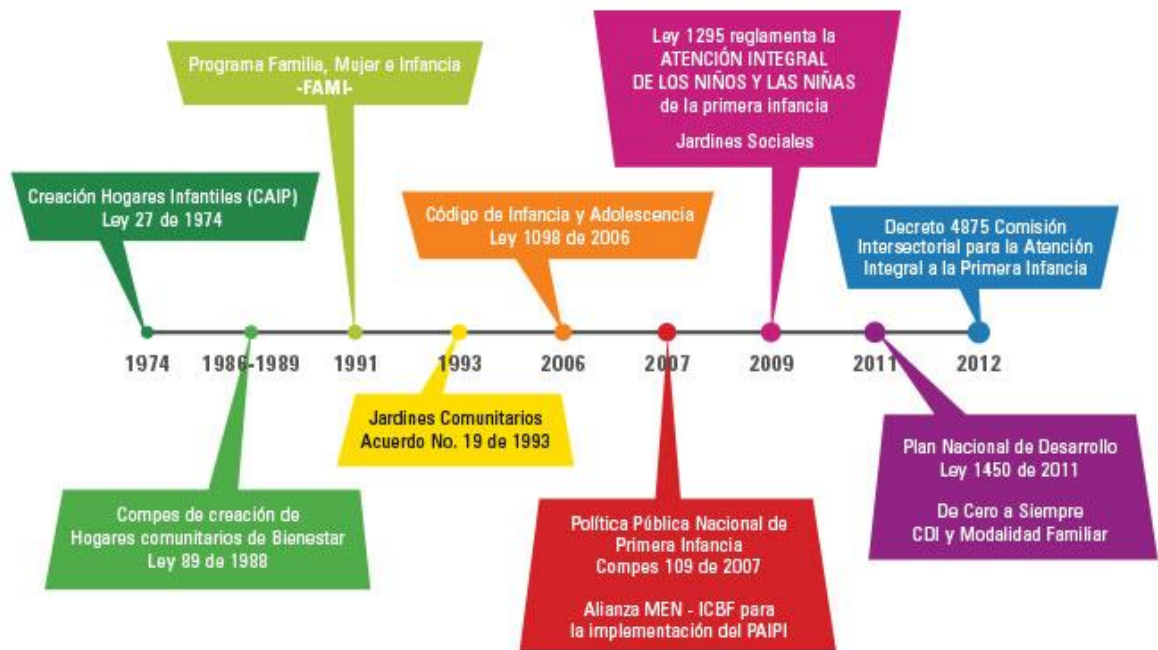 Creación Hogares Infantiles (CAIP)
Ley 27 de 1974
Programa Familia, Mujer e Infancia
-FAMI-
Código de Infancia y Adolescencia
Ley 1098 de 2006
Ley 1295 reglamenta la
ATENCIÓN INTEGRAL
DE LOS NIÑOS Y LAS NIÑAS
de la primera infancia
Jardines Sociales
Decreto 4875 Comisión
Intersectorial para la Atención
Integral a la Primera Infancia
1974
1986-1989
1991
1993
2006
2007
2009
2011
2012
Compes de creación de
Hogares comunitarios de Bienestar
Ley 89 de 1988
Jardines Comunitarios
Acuerdo No. 19 de 1993
Política Pública Nacional de
Primera Infancia
Compes 109 de 2007
Alianza MEN - ICBF para
la implementación del PAIPI
Plan Nacional de Desarrollo
Ley 1450 de 2011
De Cero a Siempre
CDI y Modalidad Familiar